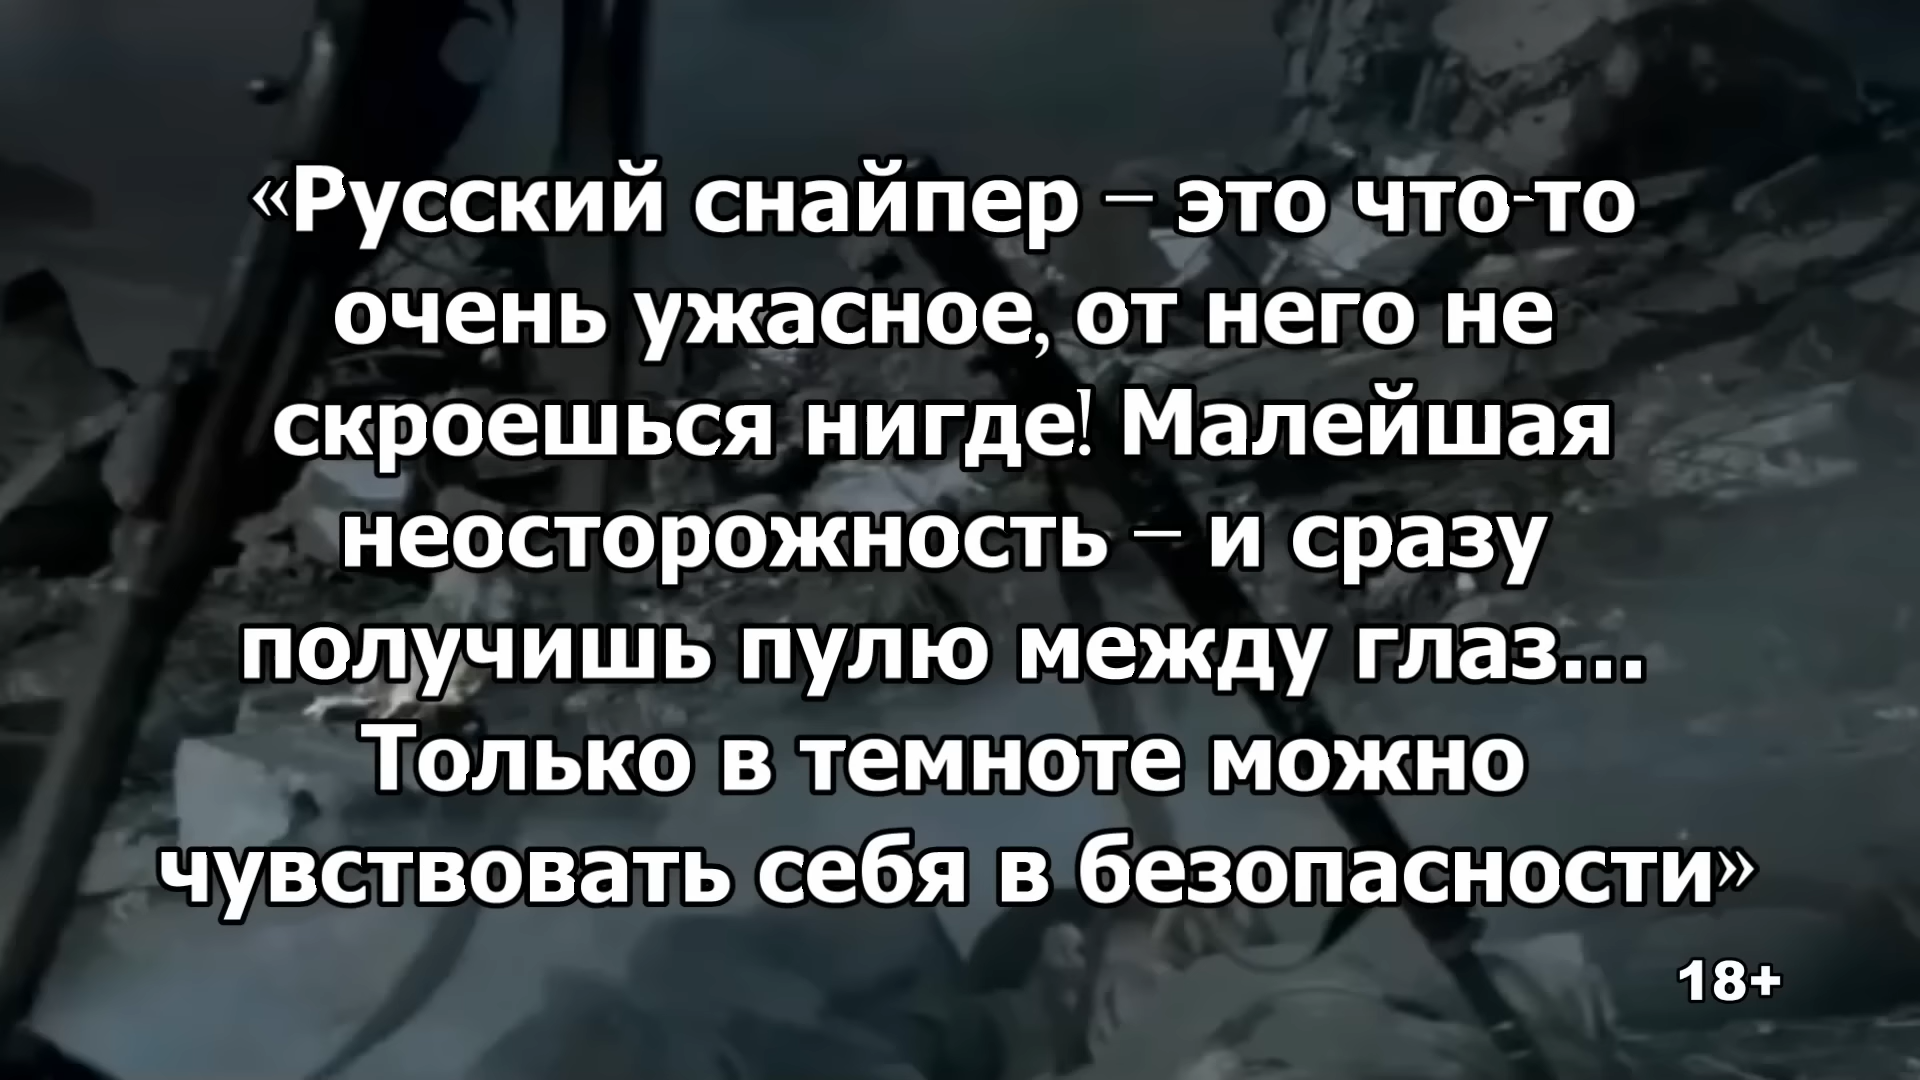 «Русский снайпер – это что-то
очень ужасное, от него не
скроешься нигде! Малейшая
неосторожность – и сразу
получишь пулю между глаз...
Только в темноте можно
чувствовать себя в безопасности»
18+